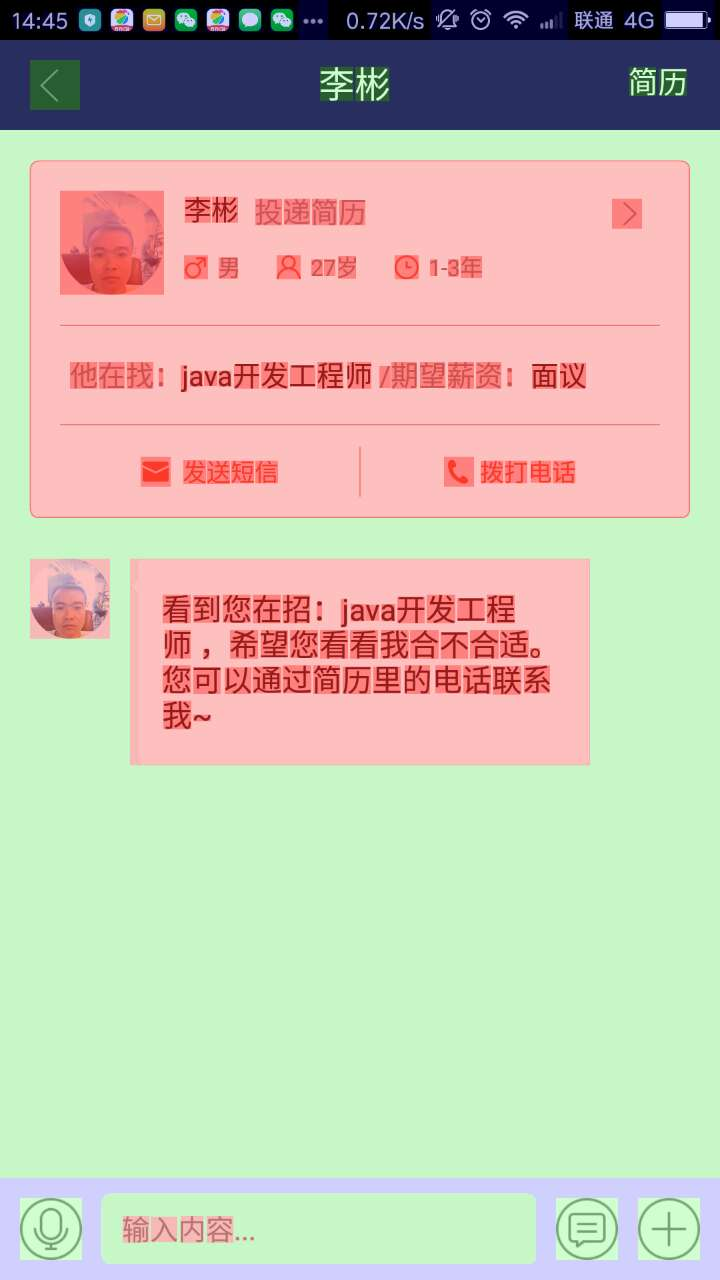 14:45 ... 0.72K/s 联通 4G
李彬 简历
李彬 投递简历
男 27岁 1-3年
他在找：java开发工程师 /期望薪资：面议
发送短信 拨打电话
看到您在招：java开发工程
师 ，希望您看看我合不合适。
您可以通过简历里的电话联系
我~
输入内容...